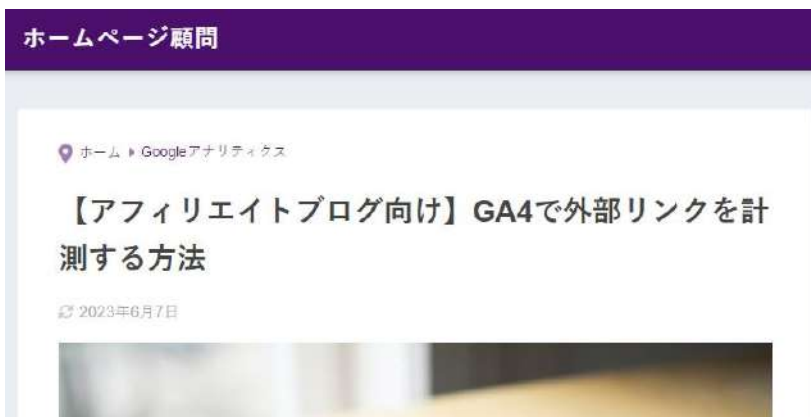 ホームページ顧問
ホーム Googleアナリティクス
【アフィリエイトブログ向け】GA4で外部リンクを計
測する方法
2023年6月7日